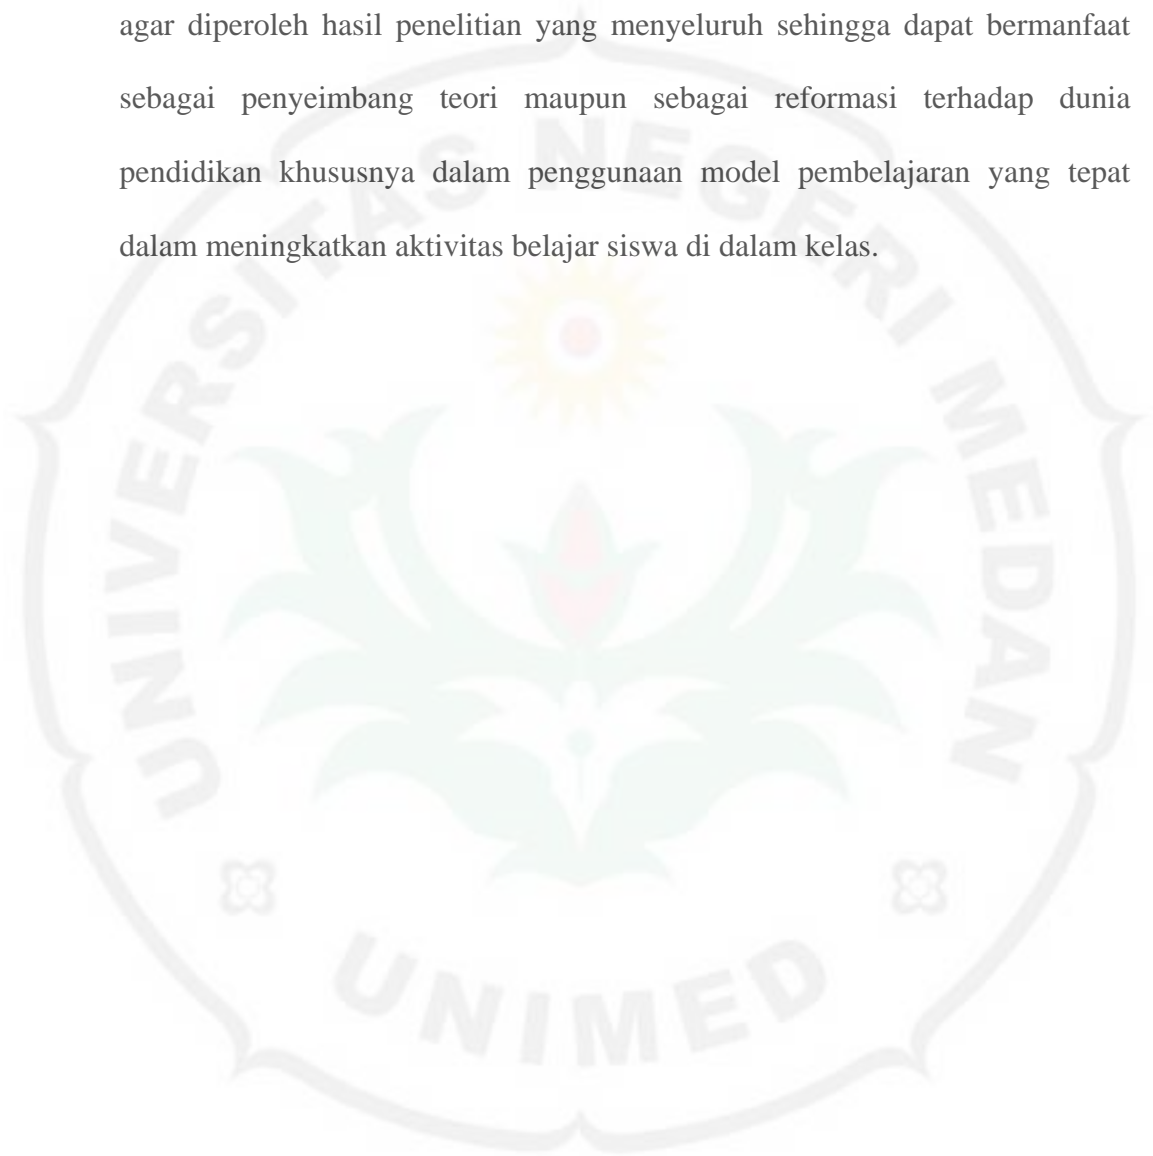 agar diperoleh hasil penelitian yang menyeluruh sehingga dapat bermanfaat
sebagai penyeimbang teori maupun sebagai reformasi terhadap dunia
pendidikan khususnya dalam penggunaan model pembelajaran yang tepat
dalam meningkatkan aktivitas belajar siswa di dalam kelas.
UNIVERSITAS NEGERI MEDAN
UNIMED